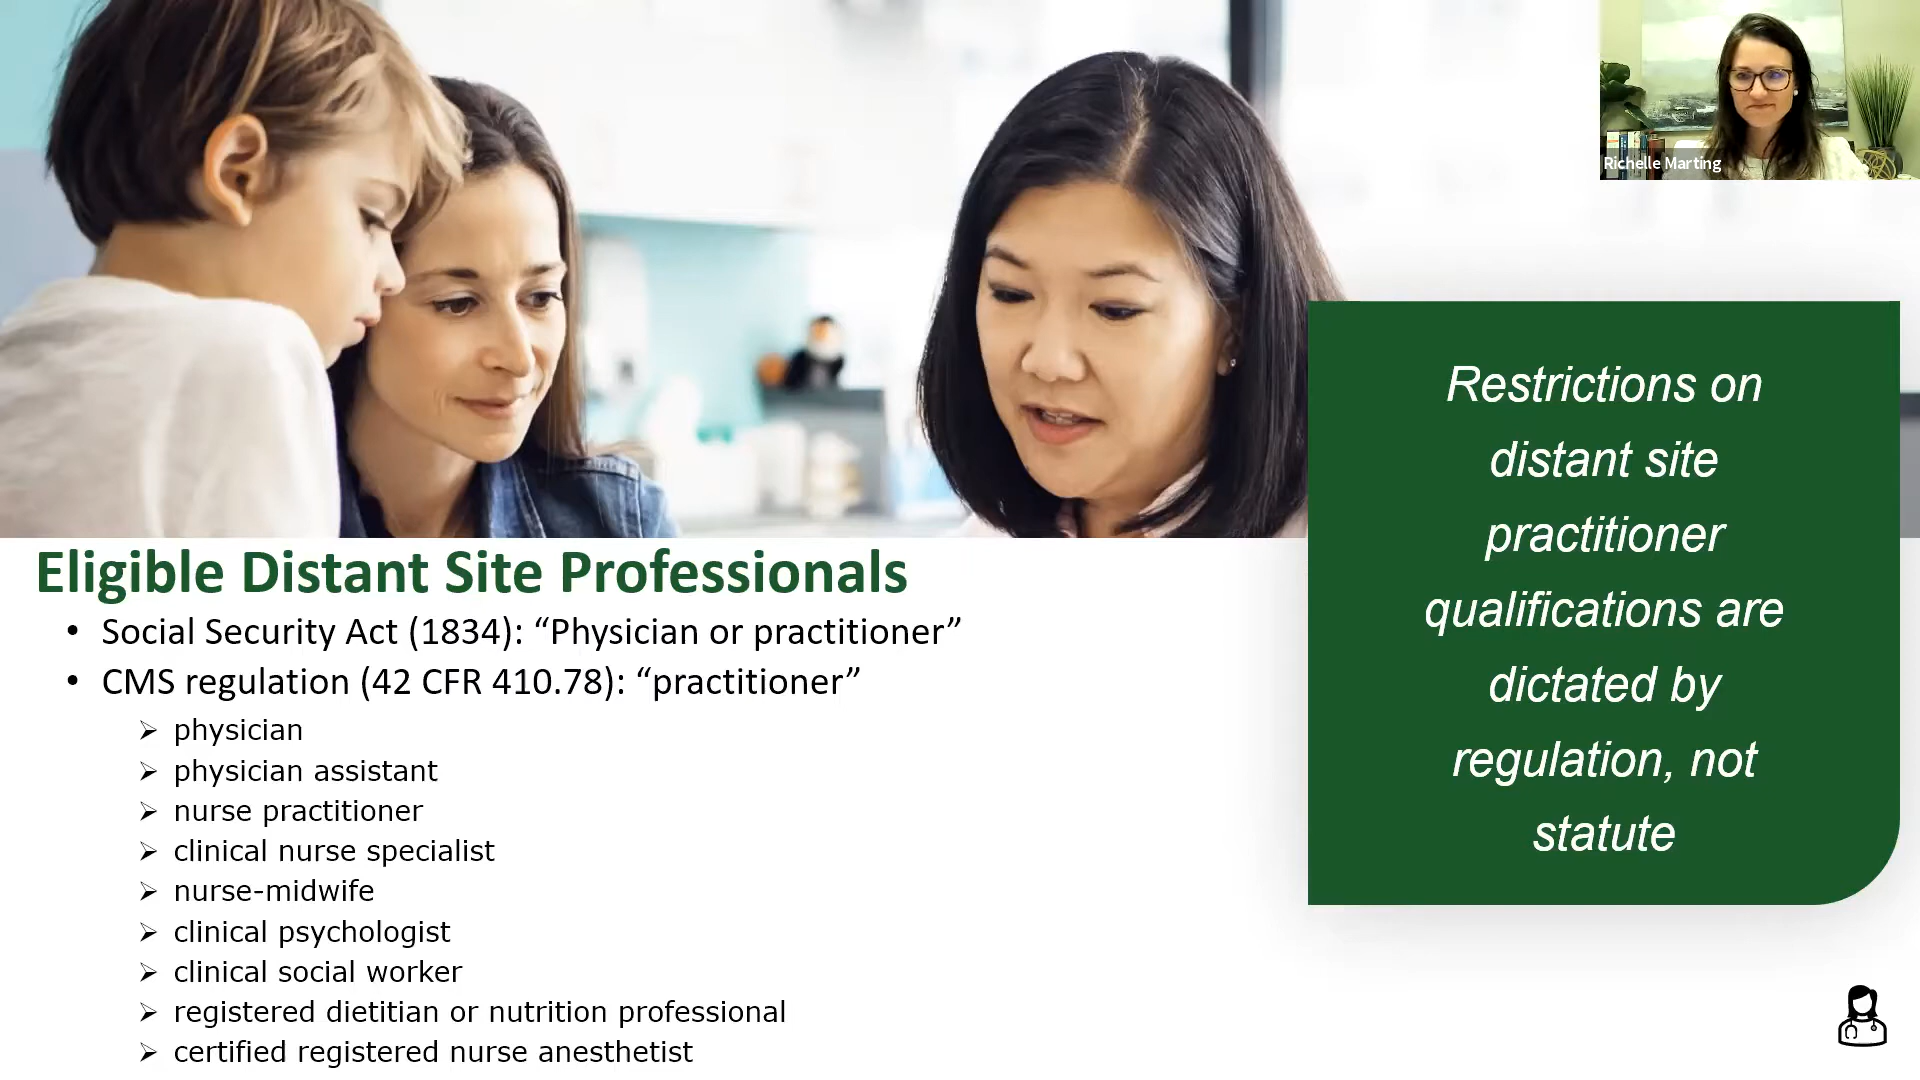 Richelle Marting
Restrictions on
distant site
practitioner
qualifications are
dictated by
regulation, not
statute
Eligible Distant Site Professionals
• Social Security Act (1834): “Physician or practitioner”
• CMS regulation (42 CFR 410.78): “practitioner”
➢ physician
➢ physician assistant
➢ nurse practitioner
➢ clinical nurse specialist
➢ nurse-midwife
➢ clinical psychologist
➢ clinical social worker
➢ registered dietitian or nutrition professional
➢ certified registered nurse anesthetist